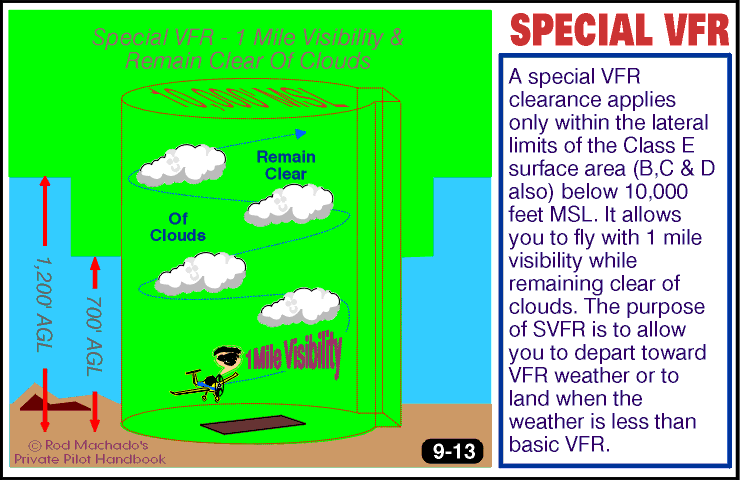 Special VFR - 1 Mile Visibility &
Remain Clear Of Clouds
10,000 MSL
Remain
Clear
Of
Clouds
1 Mile Visibility
1,200' AGL
700' AGL
© Rod Machado's
Private Pilot Handbook
9-13
SPECIAL VFR
A special VFR
clearance applies
only within the lateral
limits of the Class E
surface area (B,C & D
also) below 10,000
feet MSL. It allows
you to fly with 1 mile
visibility while
remaining clear of
clouds. The purpose
of SVFR is to allow
you to depart toward
VFR weather or to
land when the
weather is less than
basic VFR.